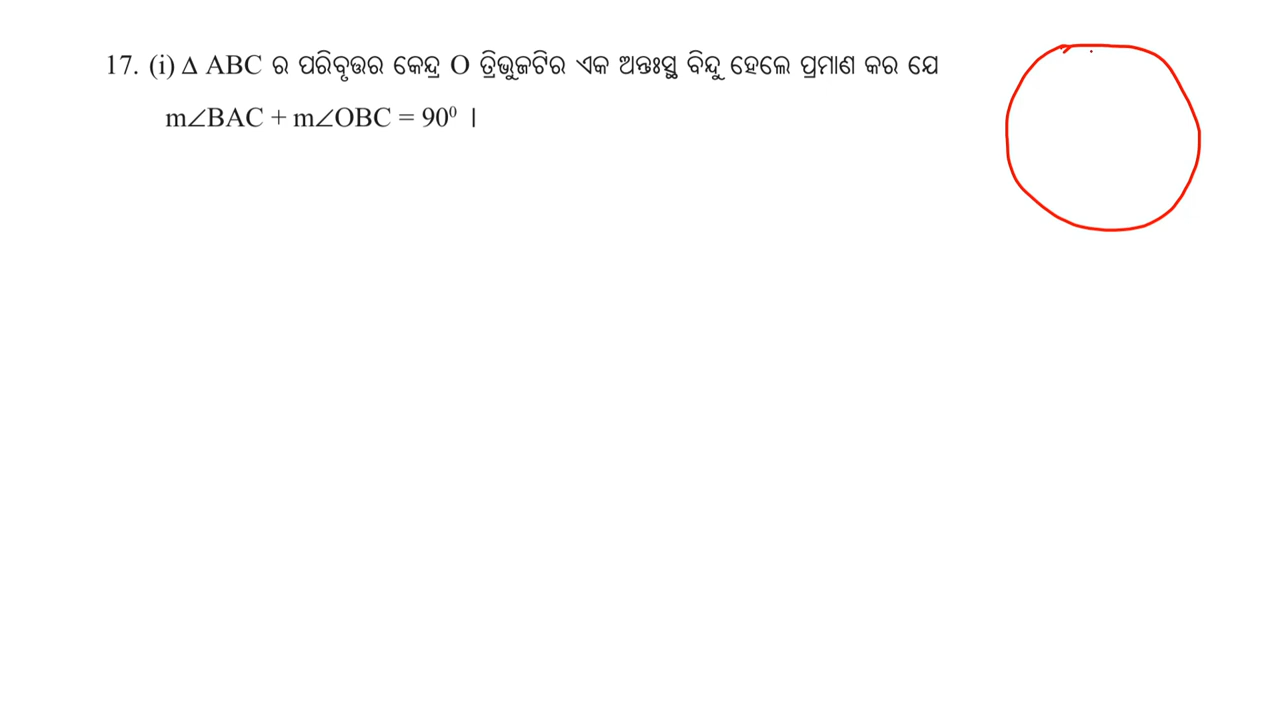 17. (i) Δ ABC ର ପରିବୃତ୍ତର କେନ୍ଦ୍ର O ତ୍ରିଭୁଜଟିର ଏକ ଅନ୍ତଃସ୍ଥ ବିନ୍ଦୁ ହେଲେ ପ୍ରମାଣ କର ଯେ
m∠BAC + m∠OBC = 90⁰ ।